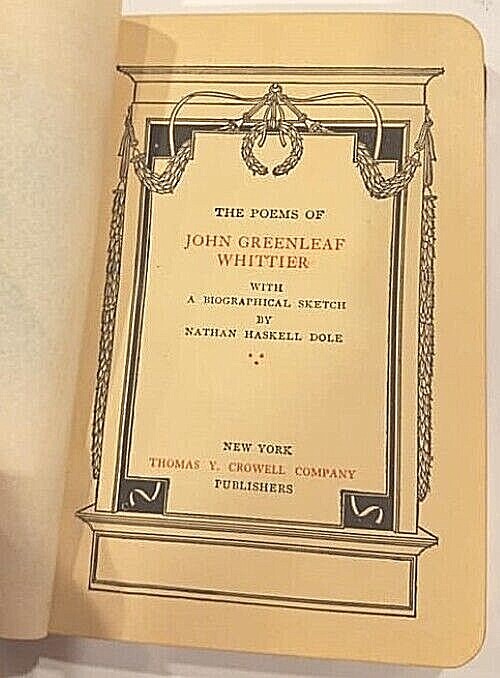 THE POEMS OF
JOHN GREENLEAF
WHITTIER
WITH
A BIOGRAPHICAL SKETCH
BY
NATHAN HASKELL DOLE
NEW YORK
THOMAS Y. CROWELL COMPANY
PUBLISHERS